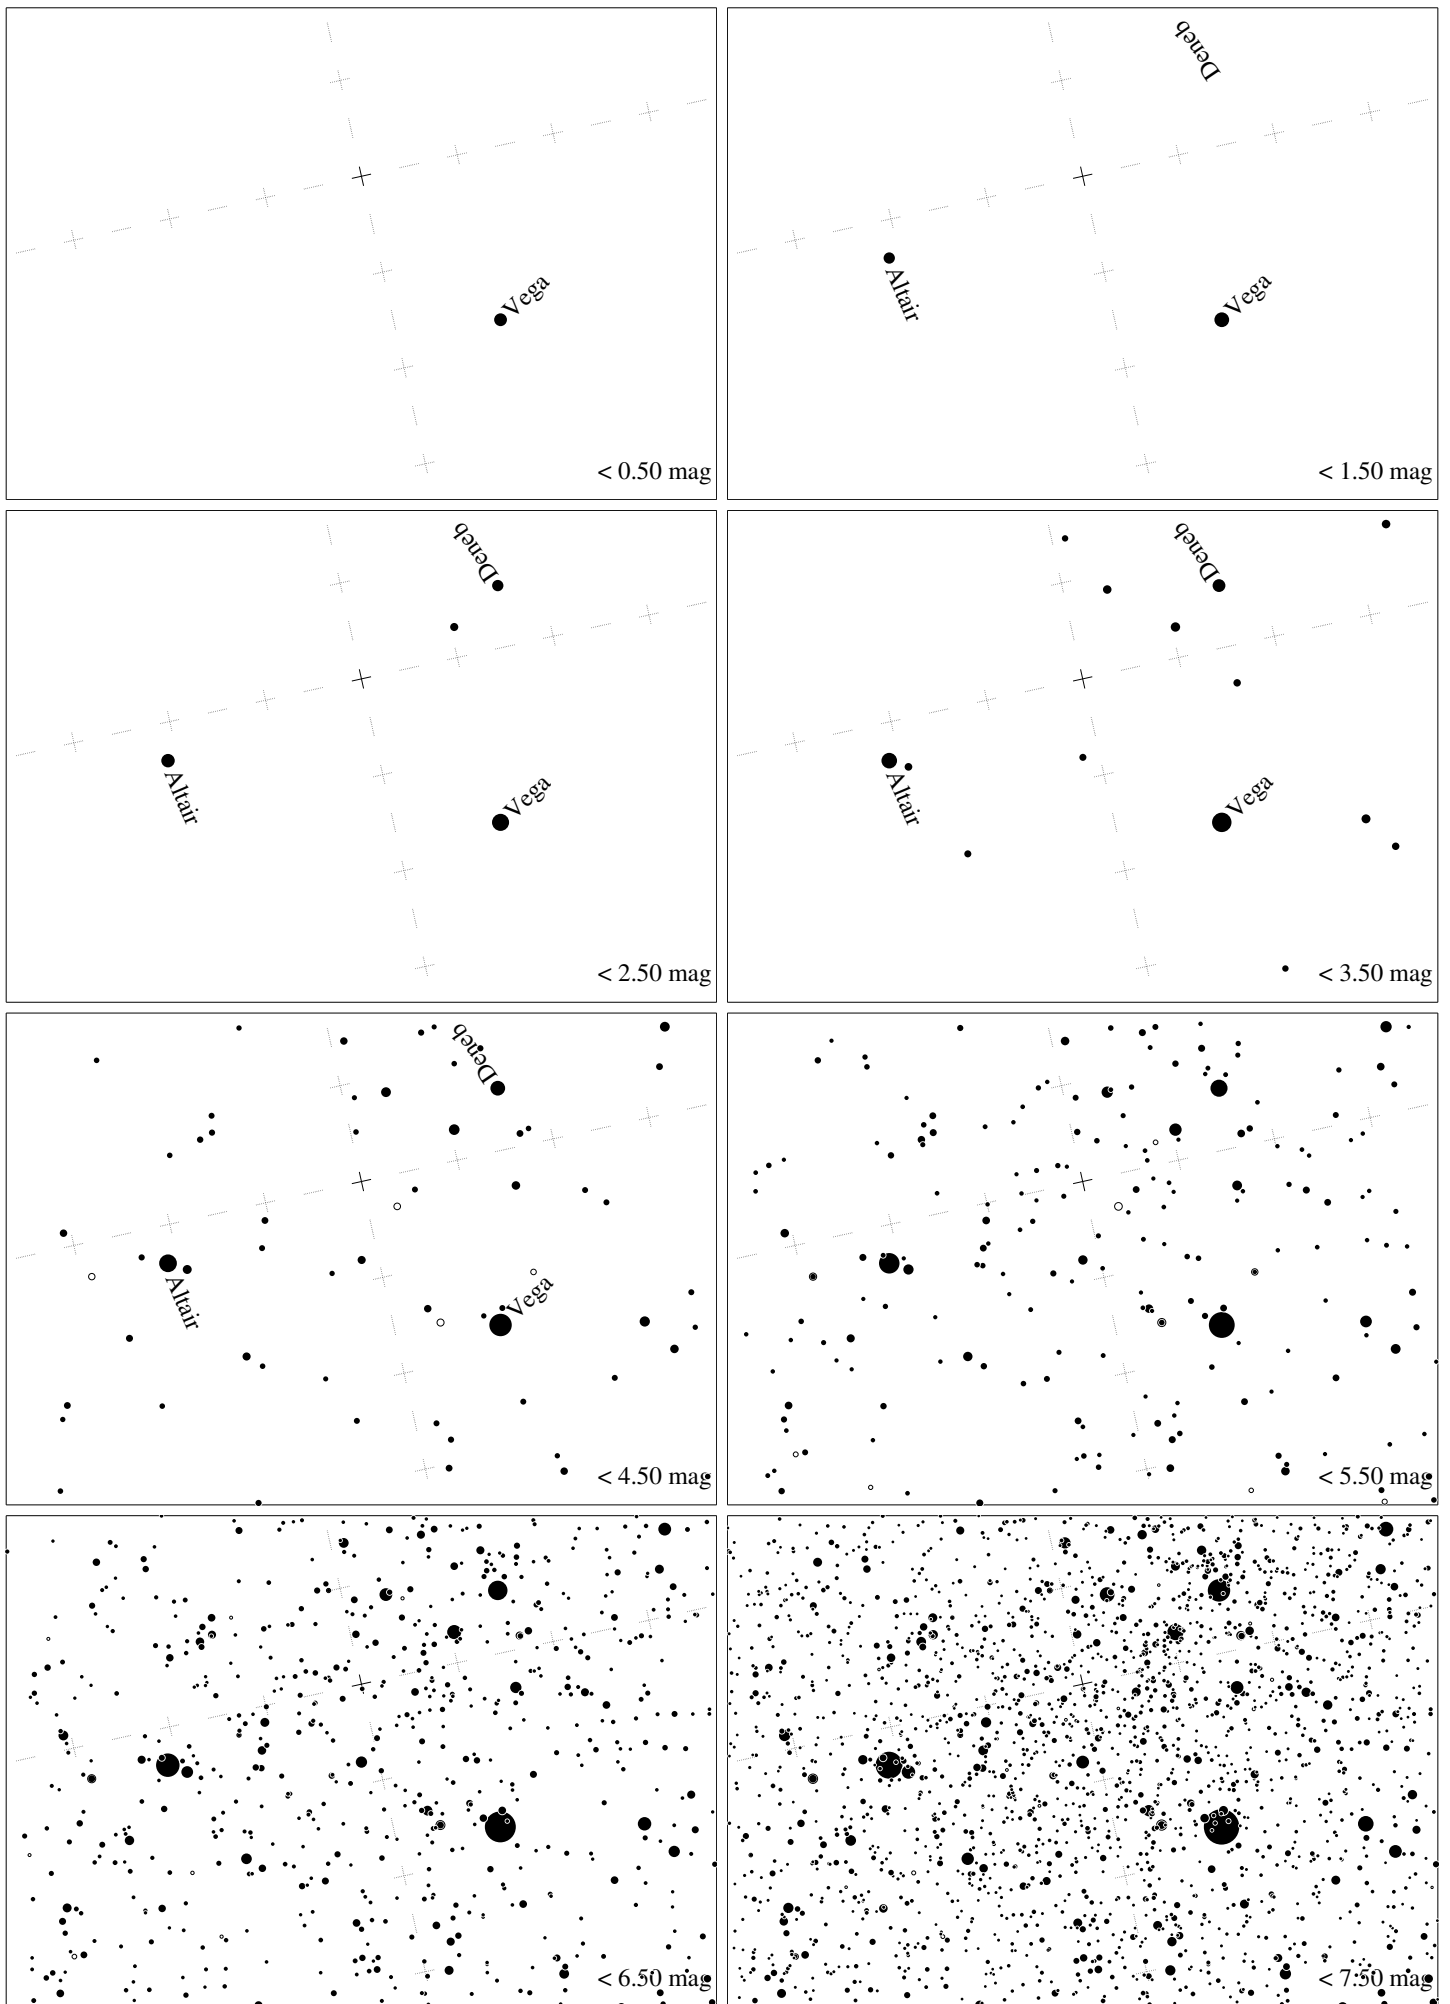 Vega
< 0.50 mag
Deneb
Altair
Vega
< 1.50 mag
Deneb
Altair
Vega
< 2.50 mag
Deneb
Altair
Vega
< 3.50 mag
Deneb
Altair
Vega
< 4.50 mag
< 5.50 mag
< 6.50 mag
< 7.50 mag